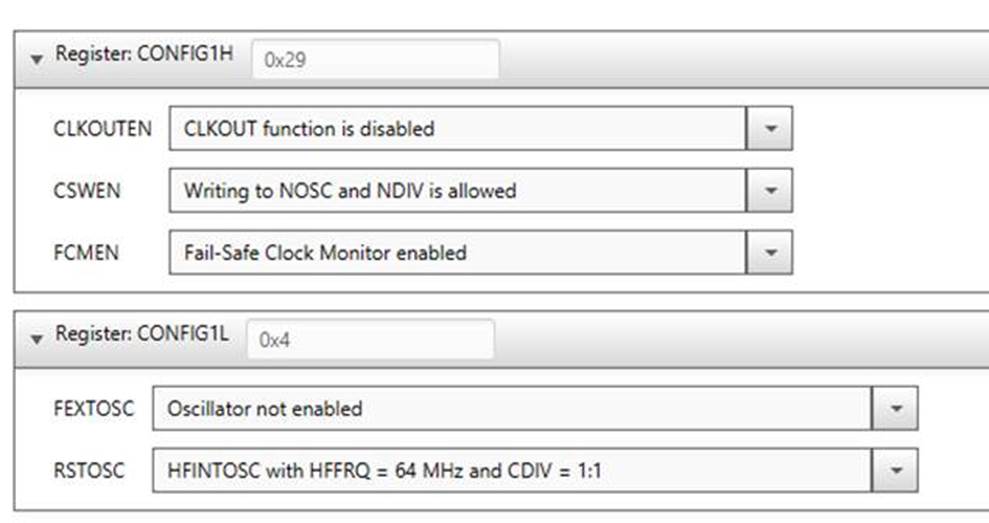 Register: CONFIG1H 0x29
CLKOUTEN CLKOUT function is disabled
CSWEN Writing to NOSC and NDIV is allowed
FCMEN Fail-Safe Clock Monitor enabled
Register: CONFIG1L 0x4
FEXTOSC Oscillator not enabled
RSTOSC HFINTOSC with HFFRQ = 64 MHz and CDIV = 1:1